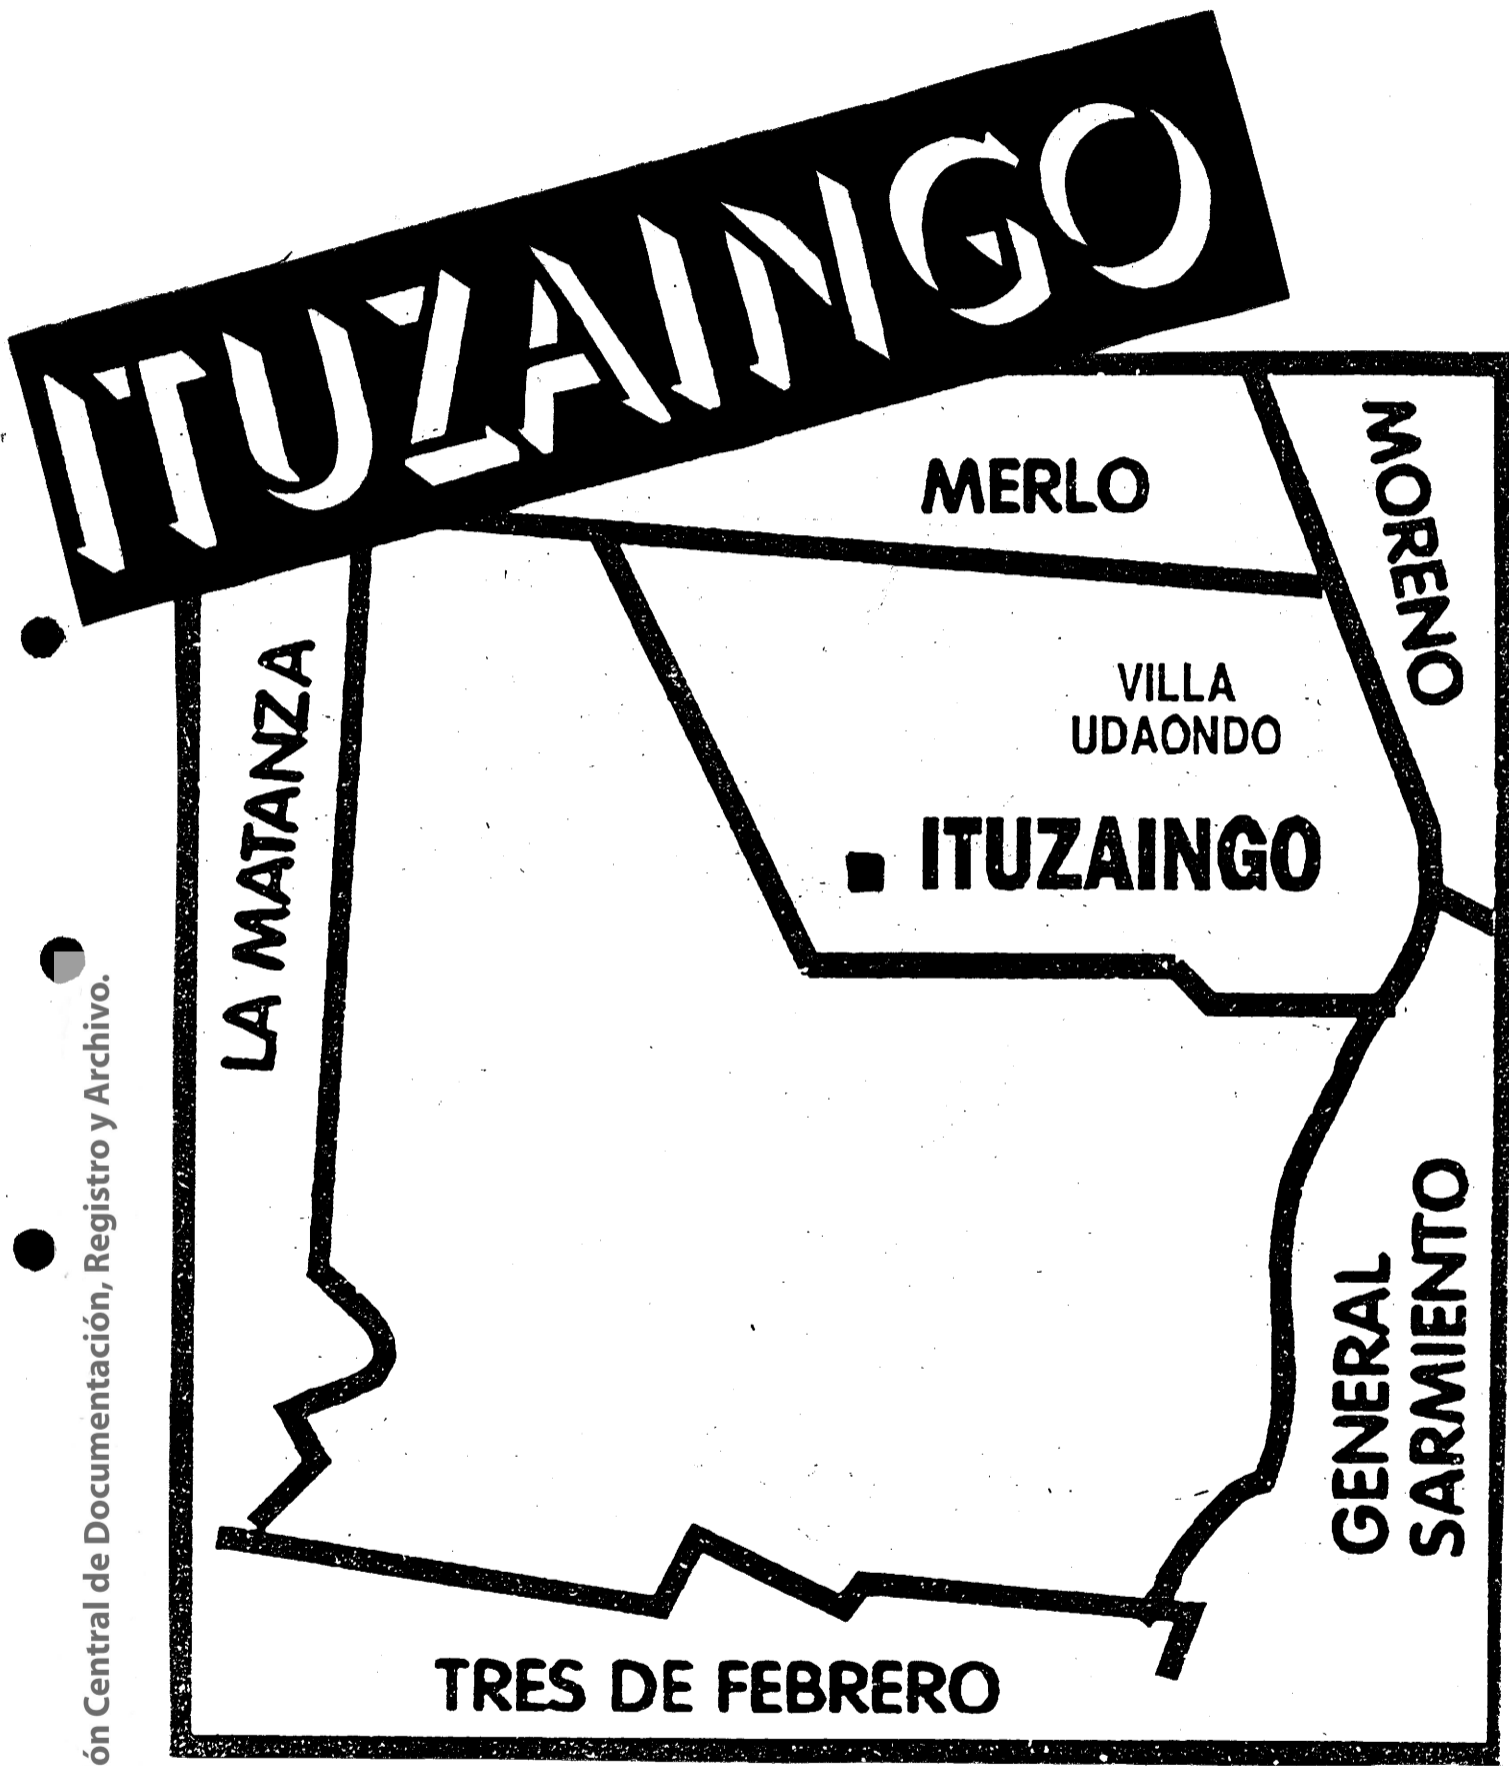 ITUZAINGO
MERLO
MORENO
LA MATANZA
VILLA
UDAONDO
ITUZAINGO
GENERAL
SARMIENTO
TRES DE FEBRERO
ón Central de Documentación, Registro y Archivo.